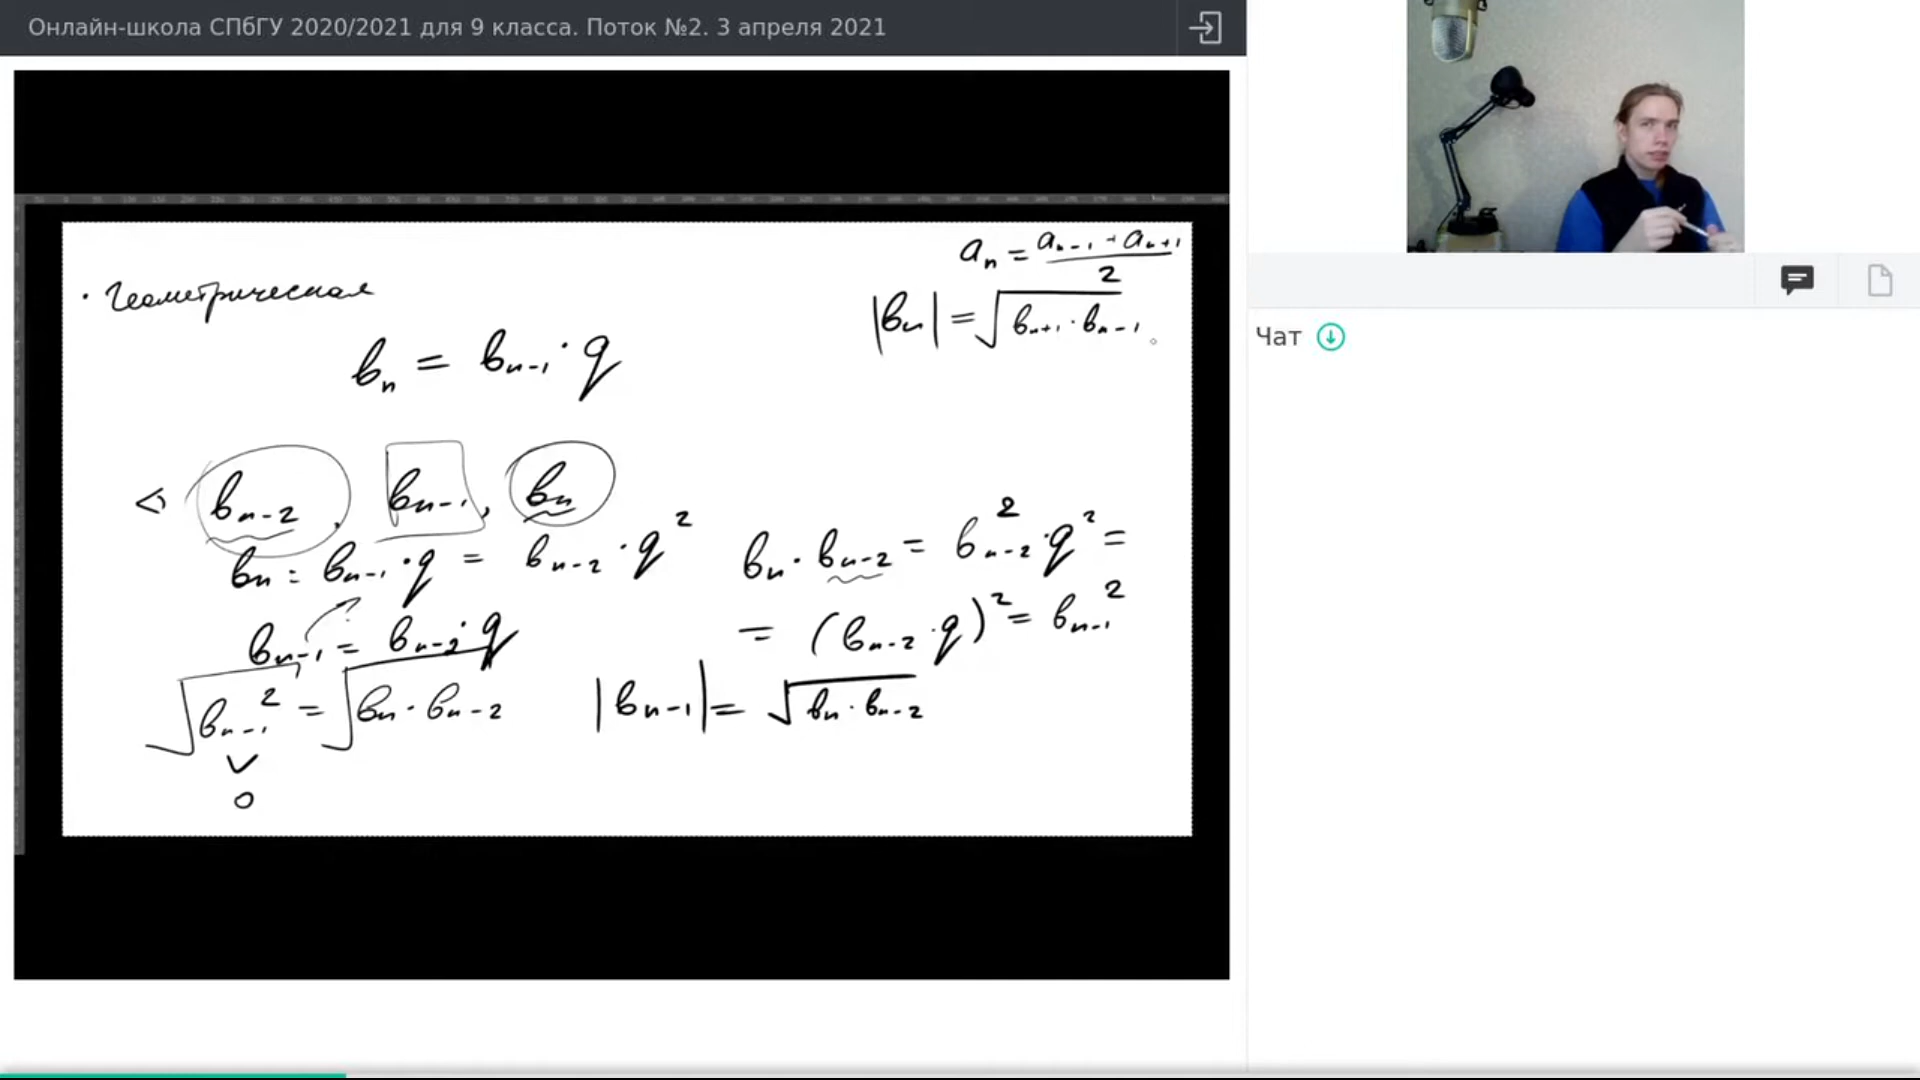 Онлайн-школа СПбГУ 2020/2021 для 9 класса. Поток №2. 3 апреля 2021
Чат
aₙ = (aₙ₋₁ + aₙ₊₁)/2
· Геометрическая
|bₙ| = √(bₙ₊₁ · bₙ₋₁)
bₙ = bₙ₋₁ · q
< bₙ₋₂, bₙ₋₁, bₙ
bₙ = bₙ₋₁ · q = bₙ₋₂ · q²
bₙ · bₙ₋₂ = b²ₙ₋₂ · q² =
bₙ₋₁ = bₙ₋₂ · q
= (bₙ₋₂ · q)² = bₙ₋₁²
√(bₙ₋₁²) = √(bₙ · bₙ₋₂)
|bₙ₋₁| = √(bₙ · bₙ₋₂)
∨
0